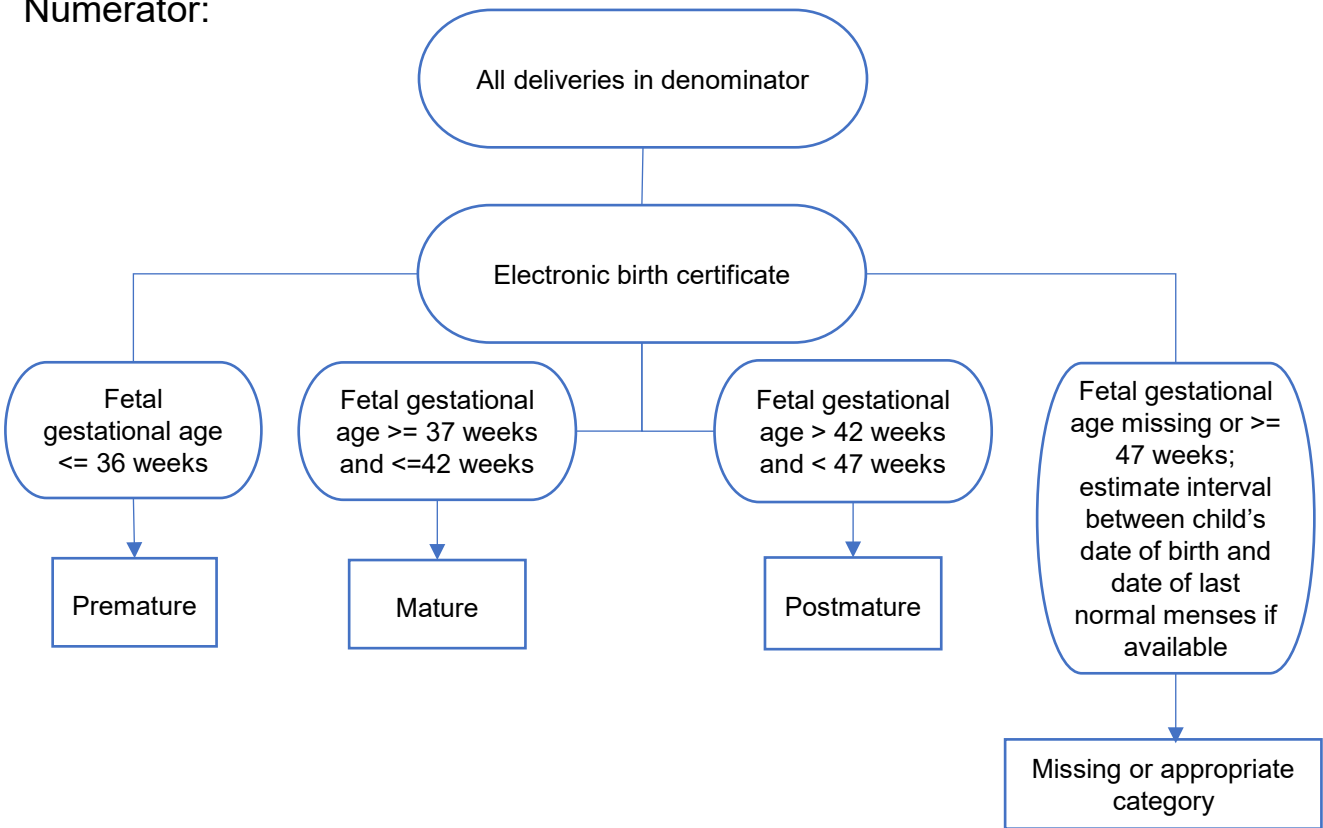 Numerator:
All deliveries in denominator
Electronic birth certificate
Fetal
gestational age
<= 36 weeks
Fetal gestational
age >= 37 weeks
and <=42 weeks
Fetal gestational
age > 42 weeks
and < 47 weeks
Fetal gestational
age missing or >=
47 weeks;
estimate interval
between child’s
date of birth and
date of last
normal menses if
available
Premature
Mature
Postmature
Missing or appropriate
category